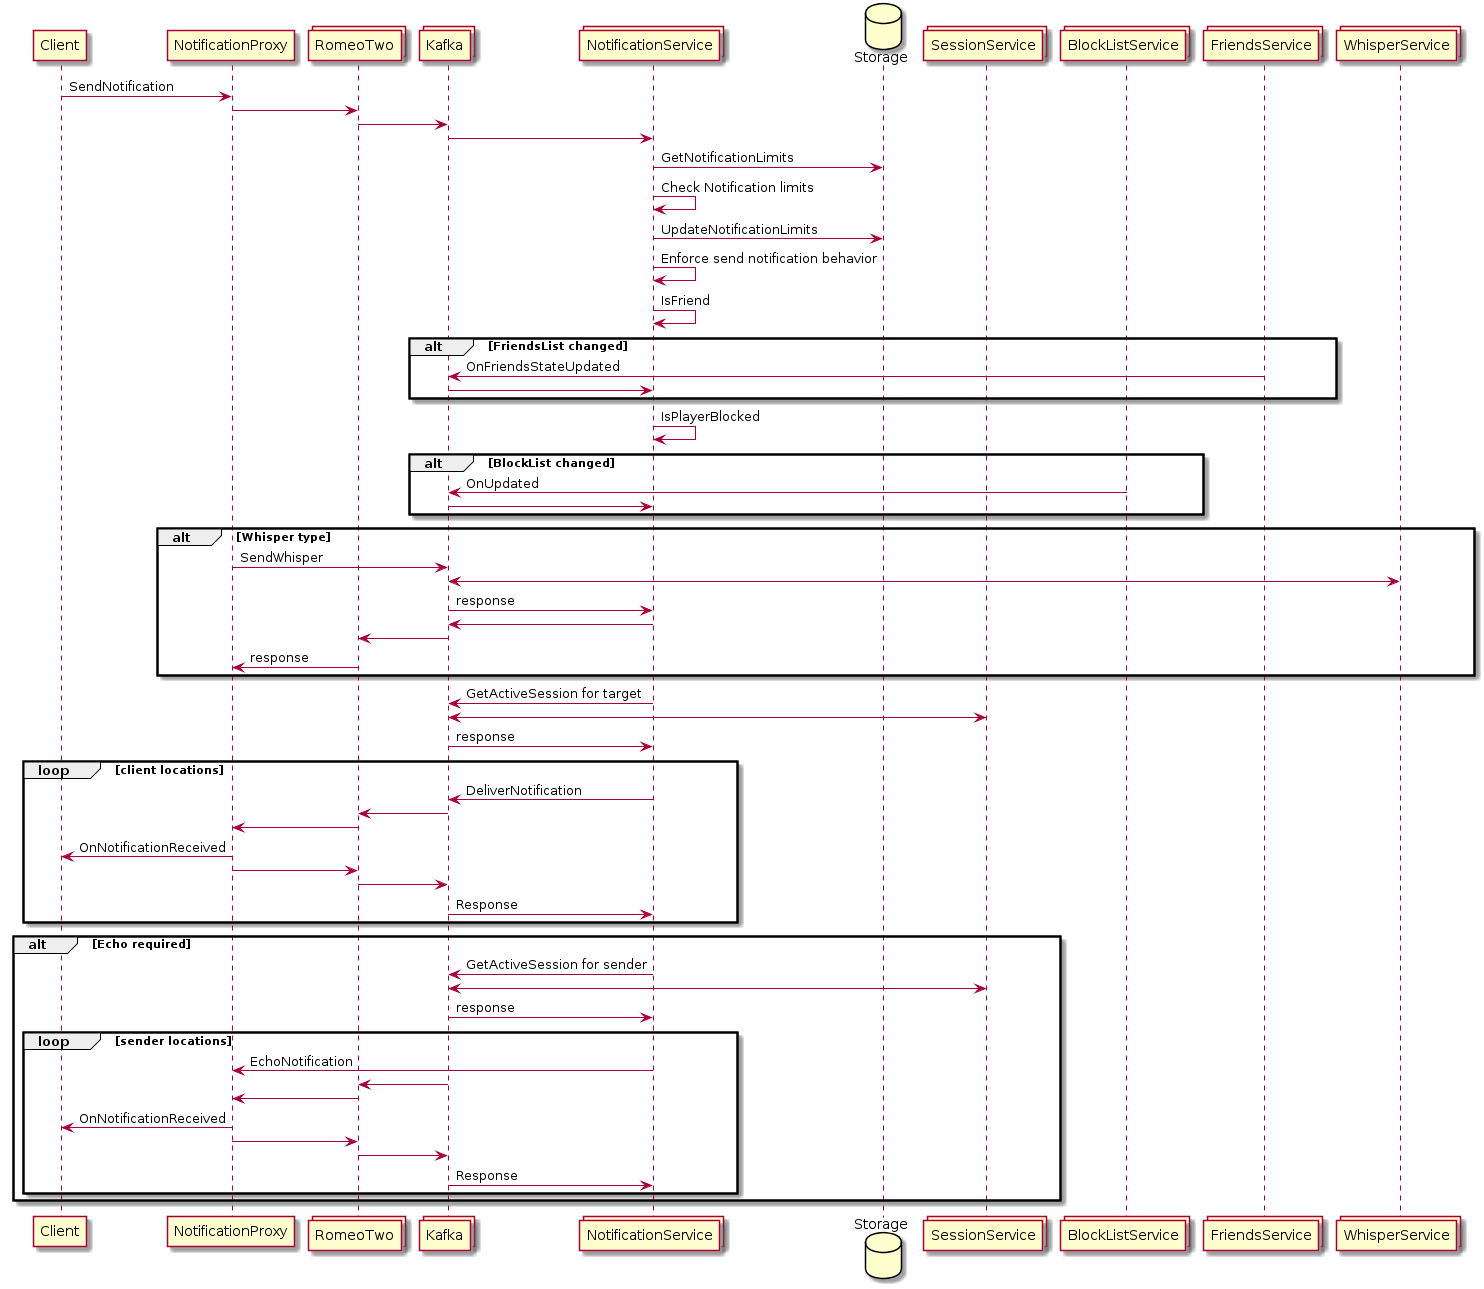 Client
NotificationProxy
RomeoTwo
Kafka
NotificationService
Storage
SessionService
BlockListService
FriendsService
WhisperService
SendNotification
GetNotificationLimits
Check Notification limits
UpdateNotificationLimits
Enforce send notification behavior
IsFriend
alt
[FriendsList changed]
OnFriendsStateUpdated
IsPlayerBlocked
alt
[BlockList changed]
OnUpdated
alt
[Whisper type]
SendWhisper
response
response
GetActiveSession for target
response
loop
[client locations]
DeliverNotification
OnNotificationReceived
Response
alt
[Echo required]
GetActiveSession for sender
response
loop
[sender locations]
EchoNotification
OnNotificationReceived
Response
Client
NotificationProxy
RomeoTwo
Kafka
NotificationService
Storage
SessionService
BlockListService
FriendsService
WhisperService